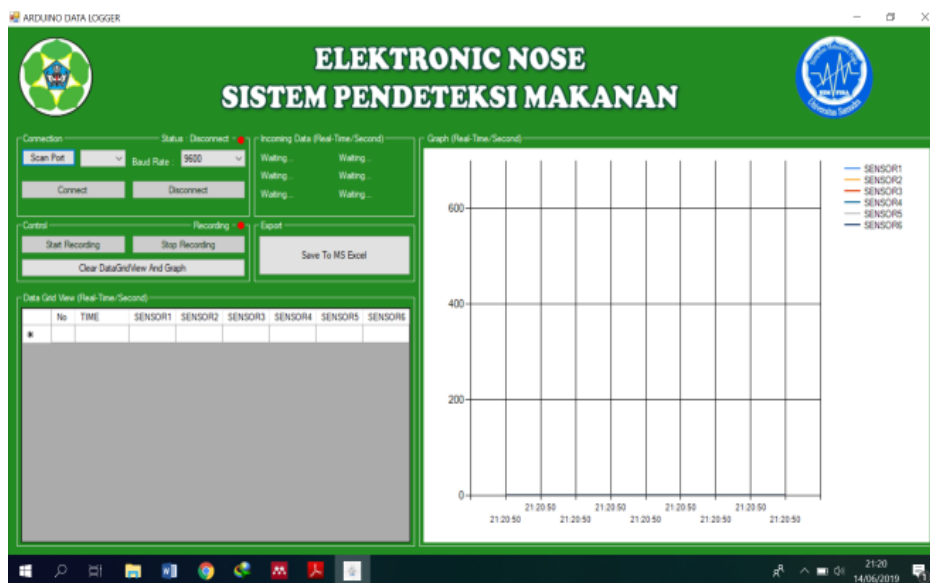 ARDUINO DATA LOGGER
ELEKTRONIC NOSE
SISTEM PENDETEKSI MAKANAN
Connection
Status : Disconnect -
Scan Port
Baud Rate :
9600
Connect
Disconnect
Incoming Data (Real-Time/Second)
Waiting...
Waiting...
Waiting...
Waiting...
Waiting...
Waiting...
Control
Recording -
Start Recording
Stop Recording
Clear DataGridView And Graph
Export
Save To MS Excel
Data Grid View (Real-Time/Second)
No TIME SENSOR1 SENSOR2 SENSOR3 SENSOR4 SENSOR5 SENSOR6
Graph (Real-Time/Second)
600
400
200
0
21:20:50 21:20:50 21:20:50 21:20:50
21:20:50 21:20:50 21:20:50 21:20:50 21:20:50
SENSOR1
SENSOR2
SENSOR3
SENSOR4
SENSOR5
SENSOR6
21:20
14/06/2019